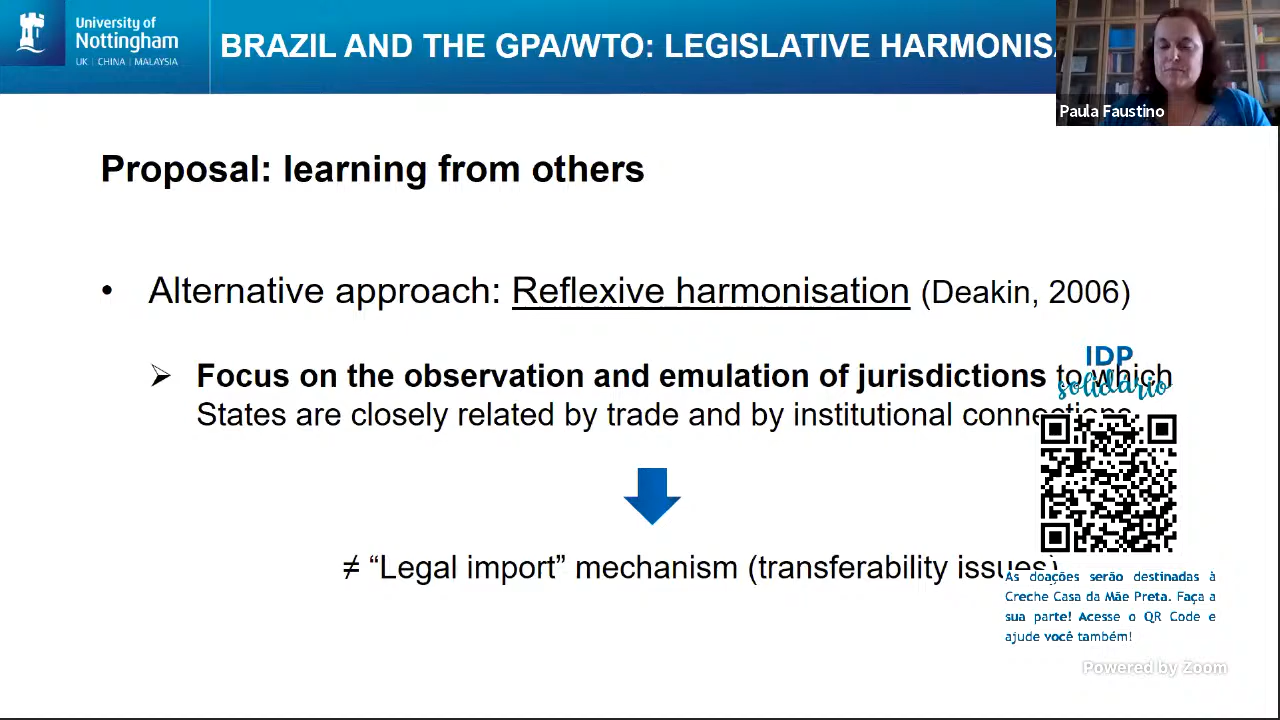 University of
Nottingham
UK | CHINA | MALAYSIA
BRAZIL AND THE GPA/WTO: LEGISLATIVE HARMONISA
Paula Faustino
Proposal: learning from others
• Alternative approach: Reflexive harmonisation (Deakin, 2006)
➢ Focus on the observation and emulation of jurisdictions to which
States are closely related by trade and by institutional connections.
IDP
solidário
≠ “Legal import” mechanism (transferability issues)
As doações serão destinadas à
Creche Casa da Mãe Preta. Faça a
sua parte! Acesse o QR Code e
ajude você também!
Powered by Zoom